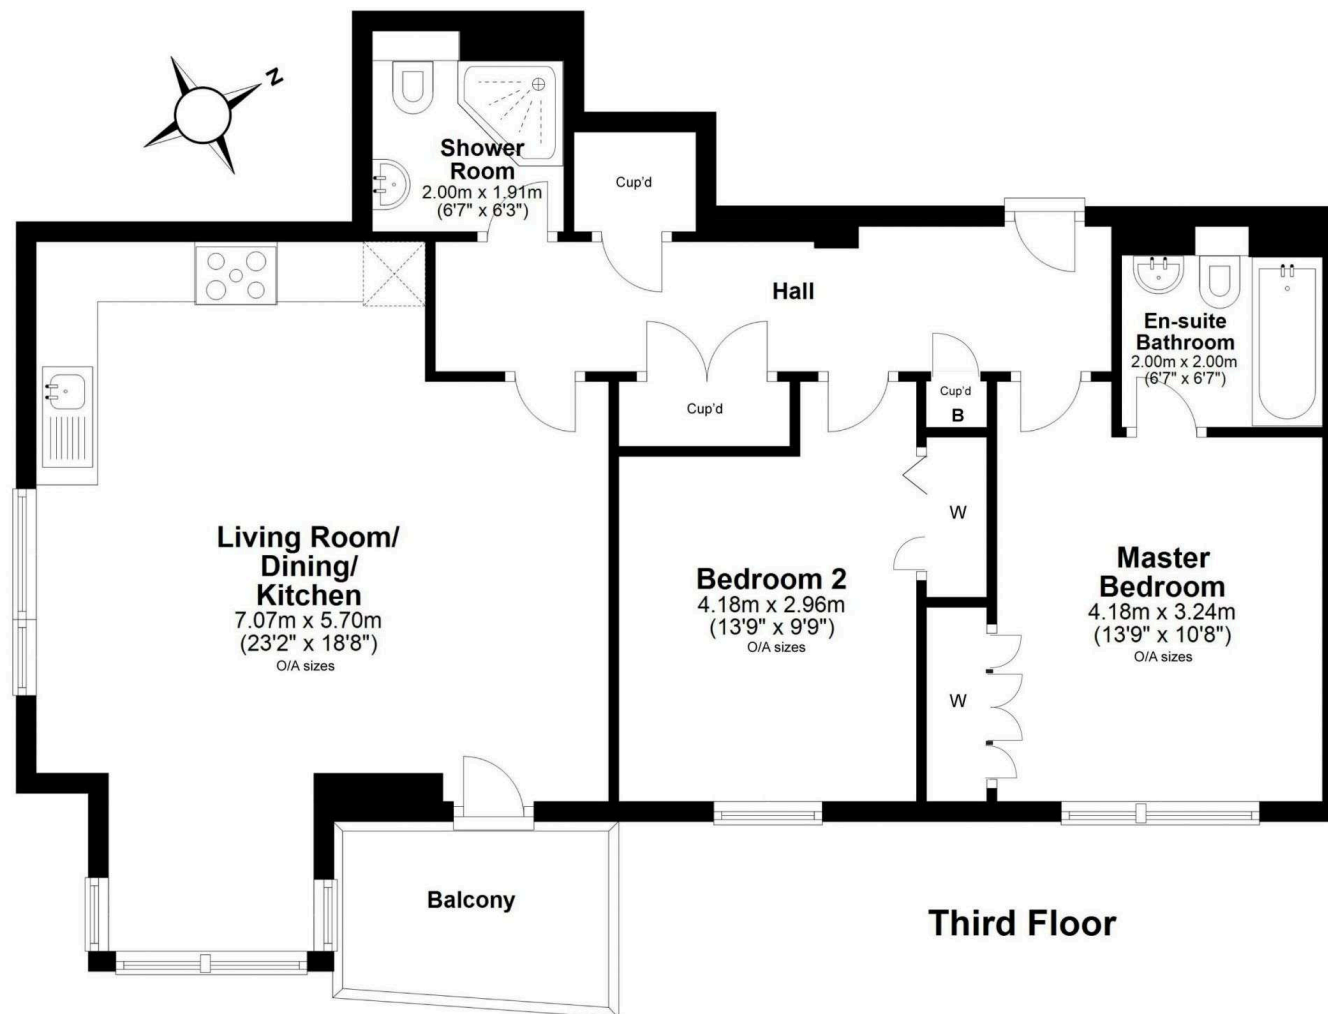 N
Shower
Room
2.00m x 1.91m
(6'7" x 6'3")
Cup'd
Hall
En-suite
Bathroom
2.00m x 2.00m
(6'7" x 6'7")
Cup'd
Cup'd
B
Living Room/
Dining/
Kitchen
7.07m x 5.70m
(23'2" x 18'8")
O/A sizes
Bedroom 2
4.18m x 2.96m
(13'9" x 9'9")
O/A sizes
W
W
Master
Bedroom
4.18m x 3.24m
(13'9" x 10'8")
O/A sizes
Balcony
Third Floor